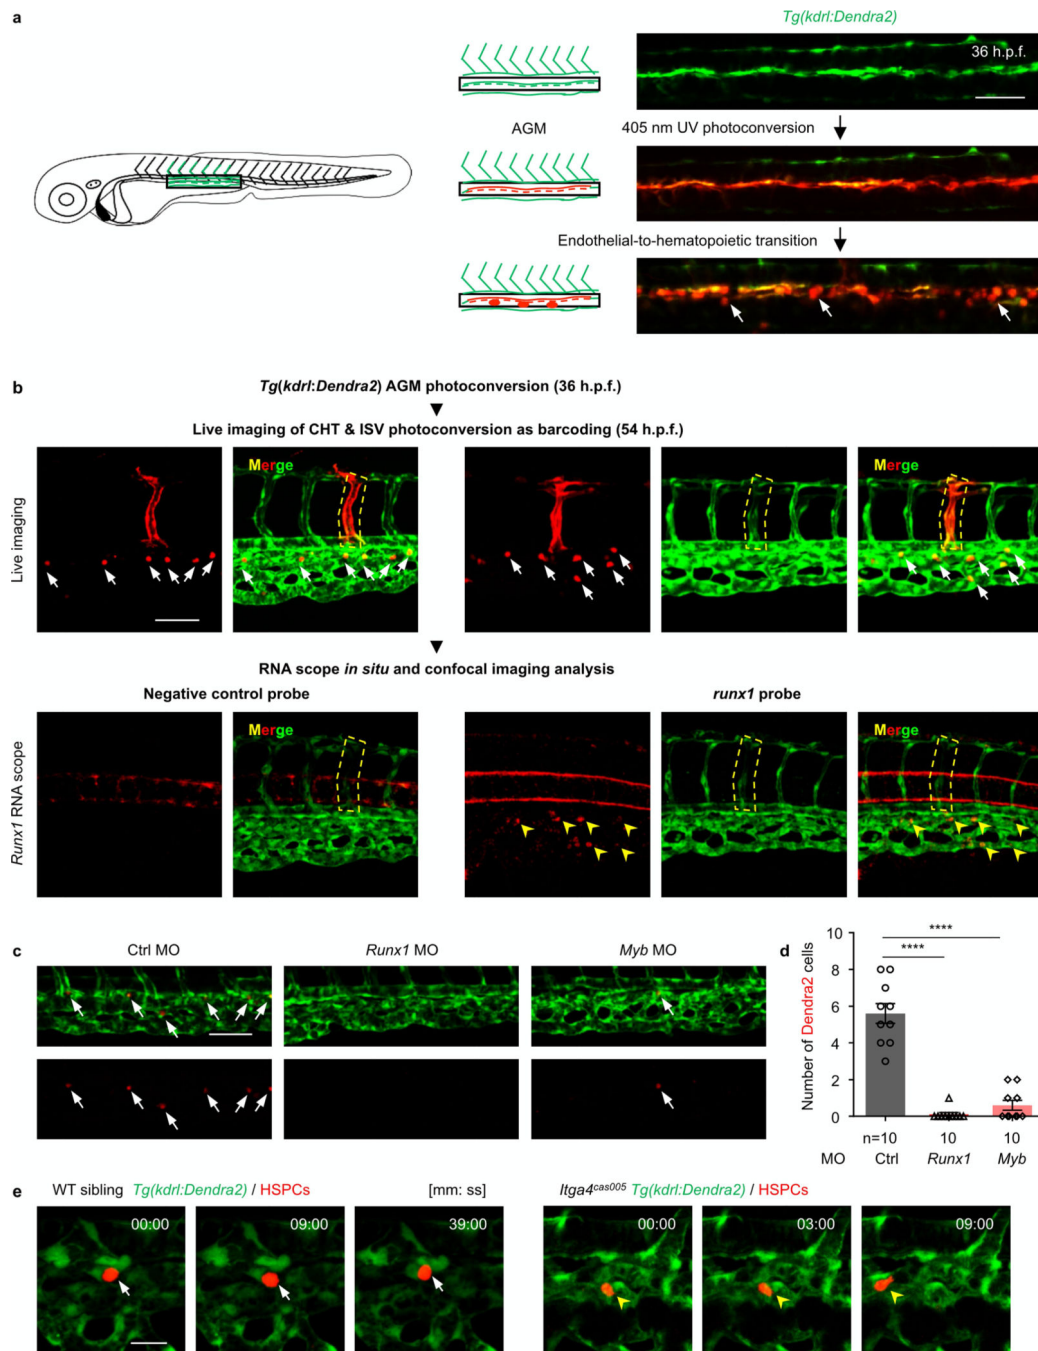 a
Tg(kdrl:Dendra2)
36 h.p.f.
AGM
405 nm UV photoconversion
Endothelial-to-hematopoietic transition
b
Tg(kdrl:Dendra2) AGM photoconversion (36 h.p.f.)
Live imaging of CHT & ISV photoconversion as barcoding (54 h.p.f.)
Live imaging
Merge
Merge
RNA scope in situ and confocal imaging analysis
Negative control probe
runx1 probe
Runx1 RNA scope
Merge
Merge
c
Ctrl MO
Runx1 MO
Myb MO
d
Number of Dendra2 cells
10
8
6
4
2
0
****
****
n=10 10 10
MO Ctrl Runx1 Myb
e
WT sibling Tg(kdrl:Dendra2) / HSPCs [mm: ss]
00:00
09:00
39:00
Itga4cas005 Tg(kdrl:Dendra2) / HSPCs
00:00
03:00
09:00